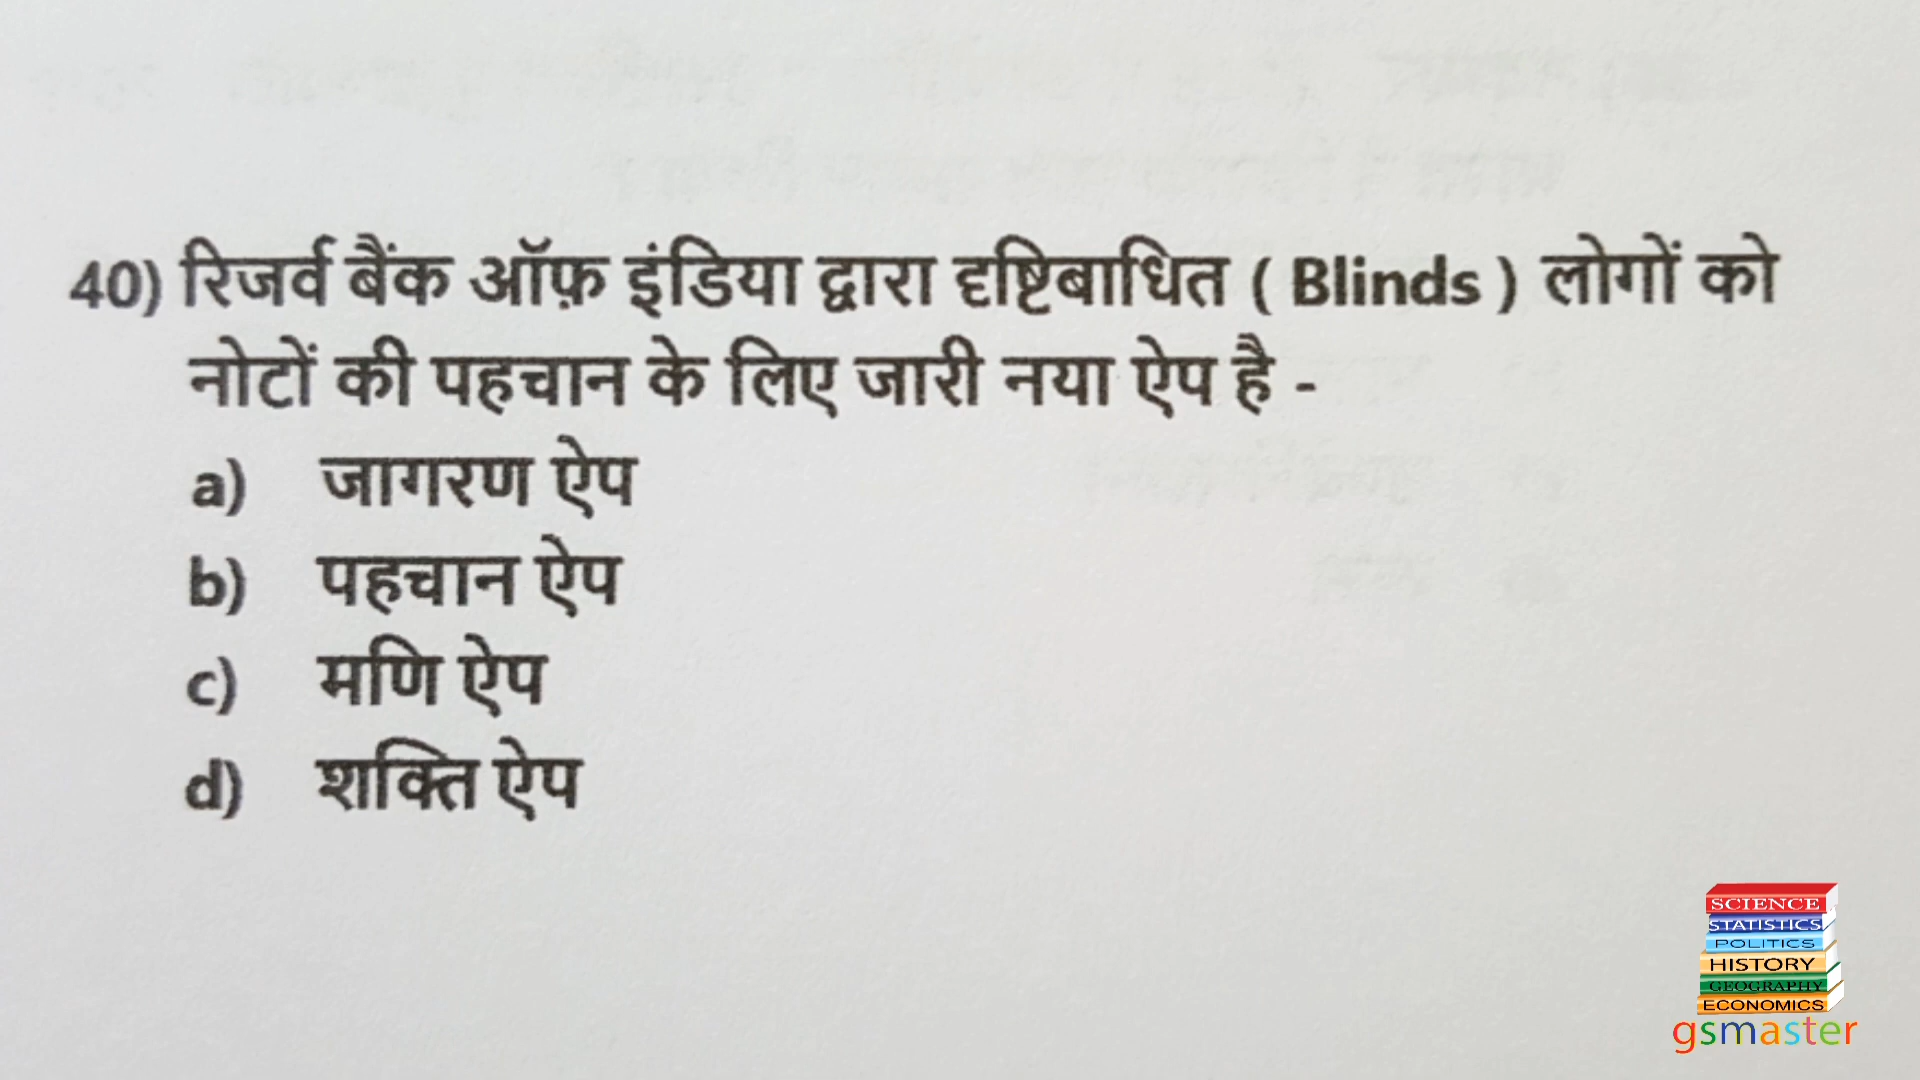 40) रिजर्व बैंक ऑफ़ इंडिया द्वारा दृष्टिबाधित ( Blinds ) लोगों को
नोटों की पहचान के लिए जारी नया ऐप है -
a) जागरण ऐप
b) पहचान ऐप
c) मणि ऐप
d) शक्ति ऐप
SCIENCE
STATISTICS
POLITICS
HISTORY
GEOGRAPHY
ECONOMICS
gsmaster